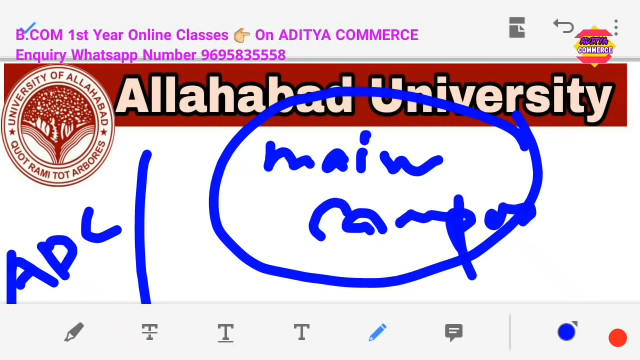 B.COM 1st Year Online Classes 👉 On ADITYA COMMERCE
Enquiry Whatsapp Number 9695835558
ADITYA
COMMERCE
UNIVERSITY OF ALLAHABAD
QUOT RAMI TOT ARBORES
Allahabad University
main
campus
ADC
T T T